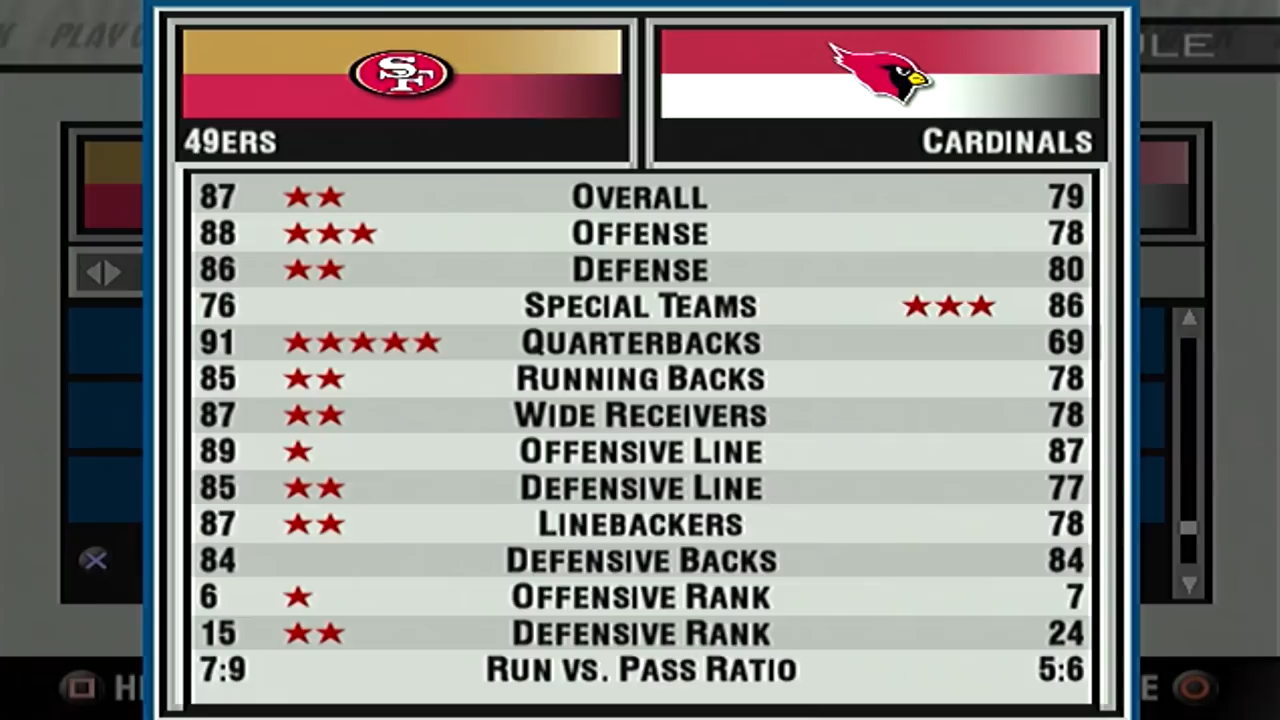 PLAY
ULE
SF
49ERS
CARDINALS
87 ★★ OVERALL 79
88 ★★★ OFFENSE 78
86 ★★ DEFENSE 80
76 SPECIAL TEAMS ★★★ 86
91 ★★★★★ QUARTERBACKS 69
85 ★★ RUNNING BACKS 78
87 ★★ WIDE RECEIVERS 78
89 ★ OFFENSIVE LINE 87
85 ★★ DEFENSIVE LINE 77
87 ★★ LINEBACKERS 78
84 DEFENSIVE BACKS 84
6 ★ OFFENSIVE RANK 7
15 ★★ DEFENSIVE RANK 24
7:9 RUN VS. PASS RATIO 5:6